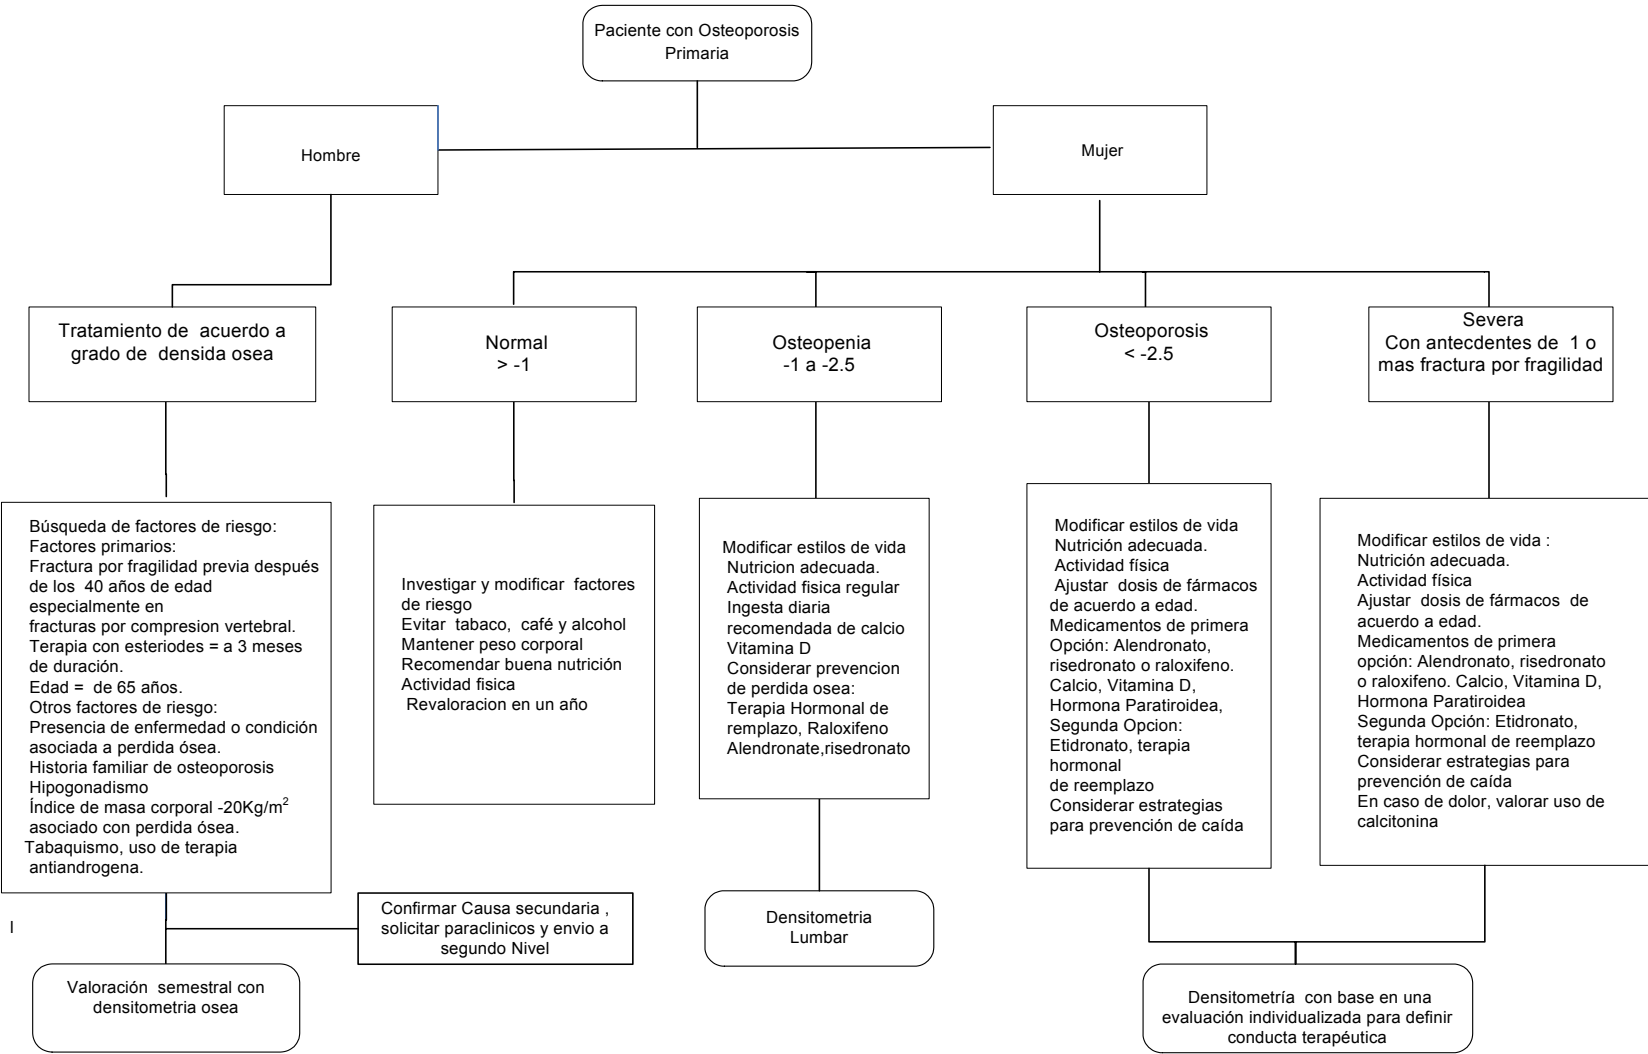 Paciente con Osteoporosis
Primaria
Hombre
Mujer
Tratamiento de acuerdo a
grado de densida osea
Normal
> -1
Osteopenia
-1 a -2.5
Osteoporosis
< -2.5
Severa
Con antecdentes de 1 o
mas fractura por fragilidad
Búsqueda de factores de riesgo:
Factores primarios:
Fractura por fragilidad previa después
de los 40 años de edad
especialmente en
fracturas por compresion vertebral.
Terapia con esteriodes = a 3 meses
de duración.
Edad = de 65 años.
Otros factores de riesgo:
Presencia de enfermedad o condición
asociada a perdida ósea.
Historia familiar de osteoporosis
Hipogonadismo
Índice de masa corporal -20Kg/m²
asociado con perdida ósea.
Tabaquismo, uso de terapia
antiandrogena.
Investigar y modificar factores
de riesgo
Evitar tabaco, café y alcohol
Mantener peso corporal
Recomendar buena nutrición
Actividad fisica
Revaloracion en un año
Modificar estilos de vida
Nutricion adecuada.
Actividad fisica regular
Ingesta diaria
recomendada de calcio
Vitamina D
Considerar prevencion
de perdida osea:
Terapia Hormonal de
remplazo, Raloxifeno
Alendronate,risedronato
Modificar estilos de vida
Nutrición adecuada.
Actividad física
Ajustar dosis de fármacos
de acuerdo a edad.
Medicamentos de primera
Opción: Alendronato,
risedronato o raloxifeno.
Calcio, Vitamina D,
Hormona Paratiroidea,
Segunda Opcion:
Etidronato, terapia
hormonal
de reemplazo
Considerar estrategias
para prevención de caída
Modificar estilos de vida :
Nutrición adecuada.
Actividad física
Ajustar dosis de fármacos de
acuerdo a edad.
Medicamentos de primera
opción: Alendronato, risedronato
o raloxifeno. Calcio, Vitamina D,
Hormona Paratiroidea
Segunda Opción: Etidronato,
terapia hormonal de reemplazo
Considerar estrategias para
prevención de caída
En caso de dolor, valorar uso de
calcitonina
Confirmar Causa secundaria ,
solicitar paraclinicos y envio a
segundo Nivel
I
Valoración semestral con
densitometria osea
Densitometria
Lumbar
Densitometría con base en una
evaluación individualizada para definir
conducta terapéutica